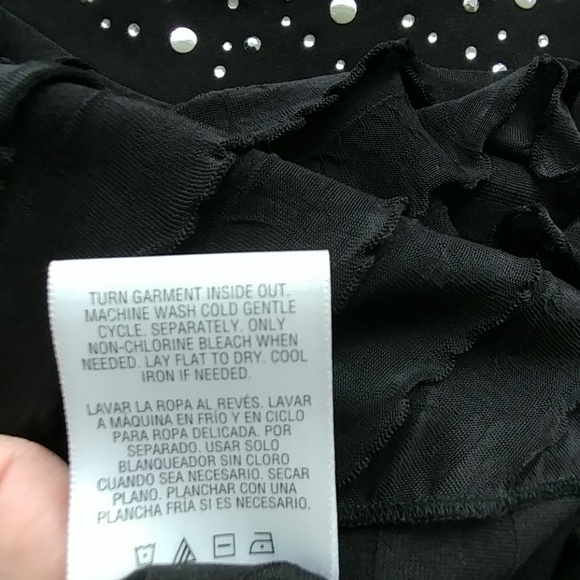 TURN GARMENT INSIDE OUT.
MACHINE WASH COLD GENTLE
CYCLE. SEPARATELY. ONLY
NON-CHLORINE BLEACH WHEN
NEEDED. LAY FLAT TO DRY. COOL
IRON IF NEEDED.
LAVAR LA ROPA AL REVÉS. LAVAR
A MÁQUINA EN FRÍO Y EN CICLO
PARA ROPA DELICADA. POR
SEPARADO. USAR SOLO
BLANQUEADOR SIN CLORO
CUANDO SEA NECESARIO. SECAR
PLANO. PLANCHAR CON UNA
PLANCHA FRÍA SI ES NECESARIO.